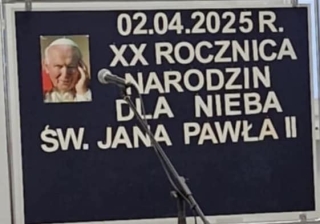 02.04.2025 R.
XX ROCZNICA
NARODZIN
DLA NIEBA
ŚW. JANA PAWŁA II